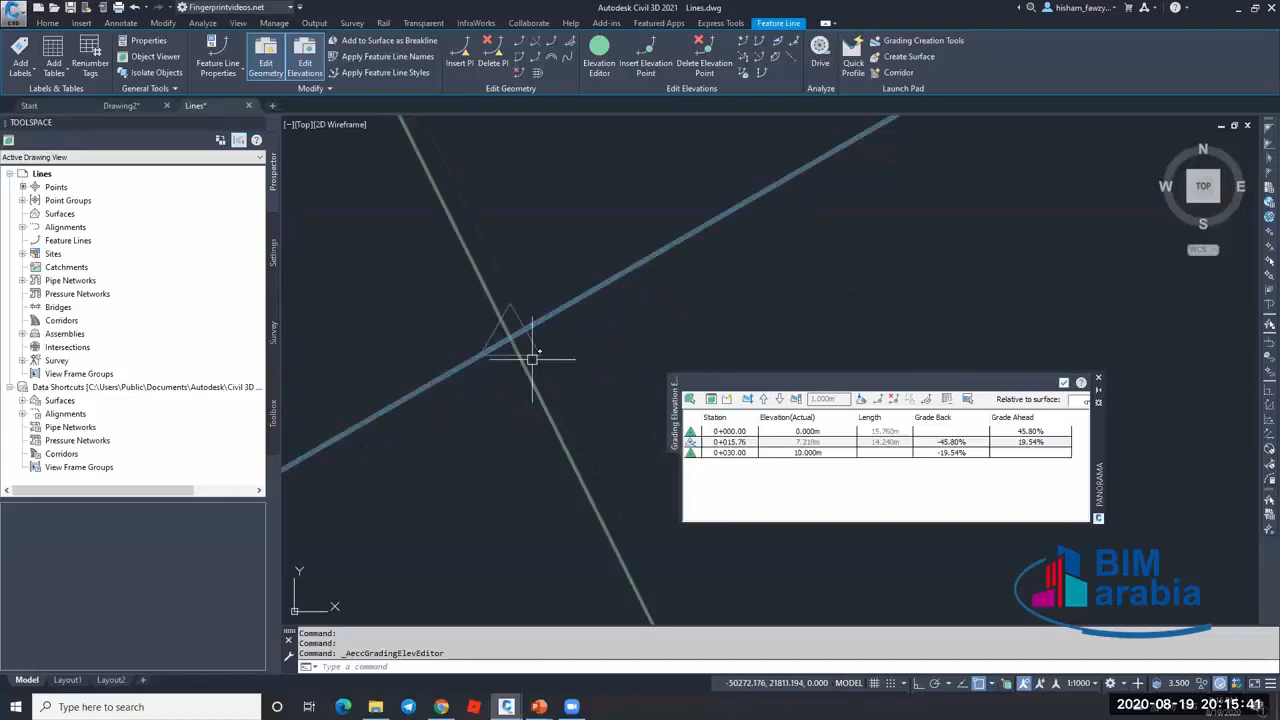 Fingerprintvideos.net
Autodesk Civil 3D 2021 Lines.dwg
hisham_fawzy...
Home Insert Annotate Modify Analyze View Manage Output Survey Rail Transparent InfraWorks Collaborate Help Add-ins Featured Apps Express Tools Feature Line
C3D
Add Labels
Add Tables
Renumber Tags
Properties
Object Viewer
Isolate Objects
Feature Line Properties
Edit Geometry
Edit Elevations
Add to Surface as Breakline
Apply Feature Line Names
Apply Feature Line Styles
Insert PI
Delete PI
Elevation Editor
Insert Elevation Point
Delete Elevation Point
Drive
Quick Profile
Grading Creation Tools
Create Surface
Corridor
Labels & Tables
General Tools
Modify
Edit Geometry
Edit Elevations
Analyze
Launch Pad
Start Drawing2* Lines*
TOOLSPACE
Active Drawing View
Lines
Points
Point Groups
Surfaces
Alignments
Feature Lines
Sites
Catchments
Pipe Networks
Pressure Networks
Bridges
Corridors
Assemblies
Intersections
Survey
View Frame Groups
Data Shortcuts [C:\Users\Public\Documents\Autodesk\Civil 3D ...
Surfaces
Alignments
Pipe Networks
Pressure Networks
Corridors
View Frame Groups
Prospector
Settings
Survey
Toolbox
[−][Top][2D Wireframe]
N
W TOP E
S
WCS
Grading Elevation E...
1.000m
Relative to surface:
Station Elevation(Actual) Length Grade Back Grade Ahead
0+000.00 0.000m 15.760m 45.80%
0+015.76 7.219m 14.240m -45.80% 19.54%
0+030.00 10.000m -19.54%
PANORAMA
BIM
arabia
Y
X
Command:
Command:
Command: _AeccGradingElevEditor
Type a command
Model Layout1 Layout2
-50272.176, 21811.194, 0.000 MODEL
1:1000
3.500
Type here to search
2020-08-19 20:15:41